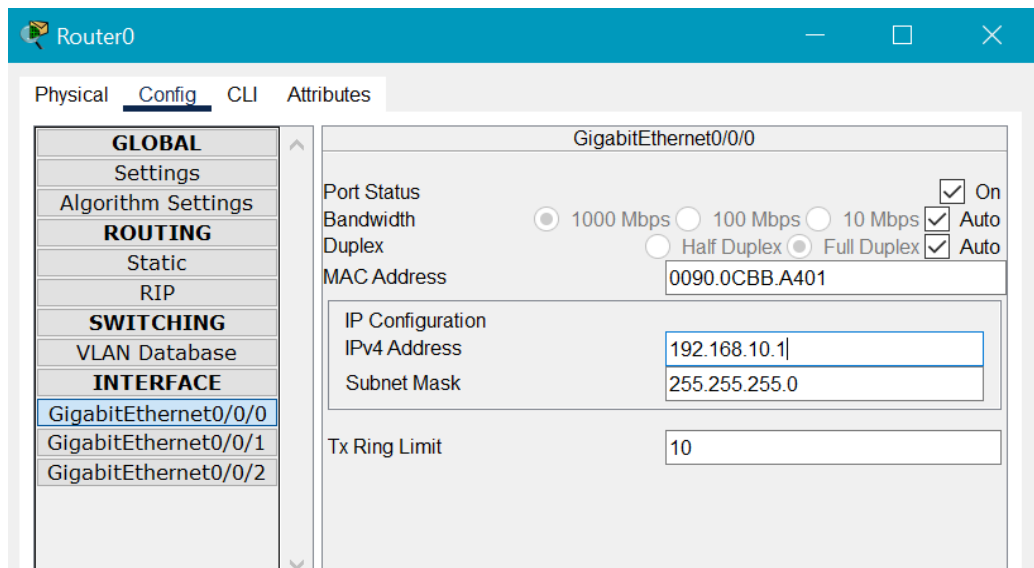 Router0
Physical Config CLI Attributes
GLOBAL
Settings
Algorithm Settings
ROUTING
Static
RIP
SWITCHING
VLAN Database
INTERFACE
GigabitEthernet0/0/0
GigabitEthernet0/0/1
GigabitEthernet0/0/2
GigabitEthernet0/0/0
Port Status On
Bandwidth 1000 Mbps 100 Mbps 10 Mbps Auto
Duplex Half Duplex Full Duplex Auto
MAC Address 0090.0CBB.A401
IP Configuration
IPv4 Address 192.168.10.1
Subnet Mask 255.255.255.0
Tx Ring Limit 10